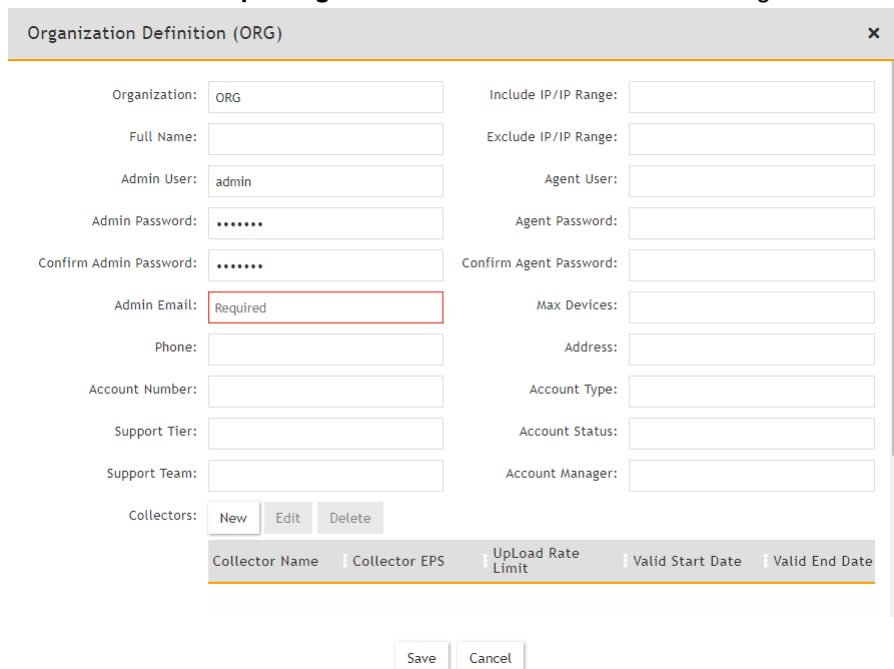 Organization Definition (ORG) ×
Organization: ORG Include IP/IP Range:
Full Name: Exclude IP/IP Range:
Admin User: admin Agent User:
Admin Password: ••••••• Agent Password:
Confirm Admin Password: ••••••• Confirm Agent Password:
Admin Email: Required Max Devices:
Phone: Address:
Account Number: Account Type:
Support Tier: Account Status:
Support Team: Account Manager:
Collectors: New Edit Delete
Collector Name Collector EPS UpLoad Rate Limit Valid Start Date Valid End Date
Save Cancel